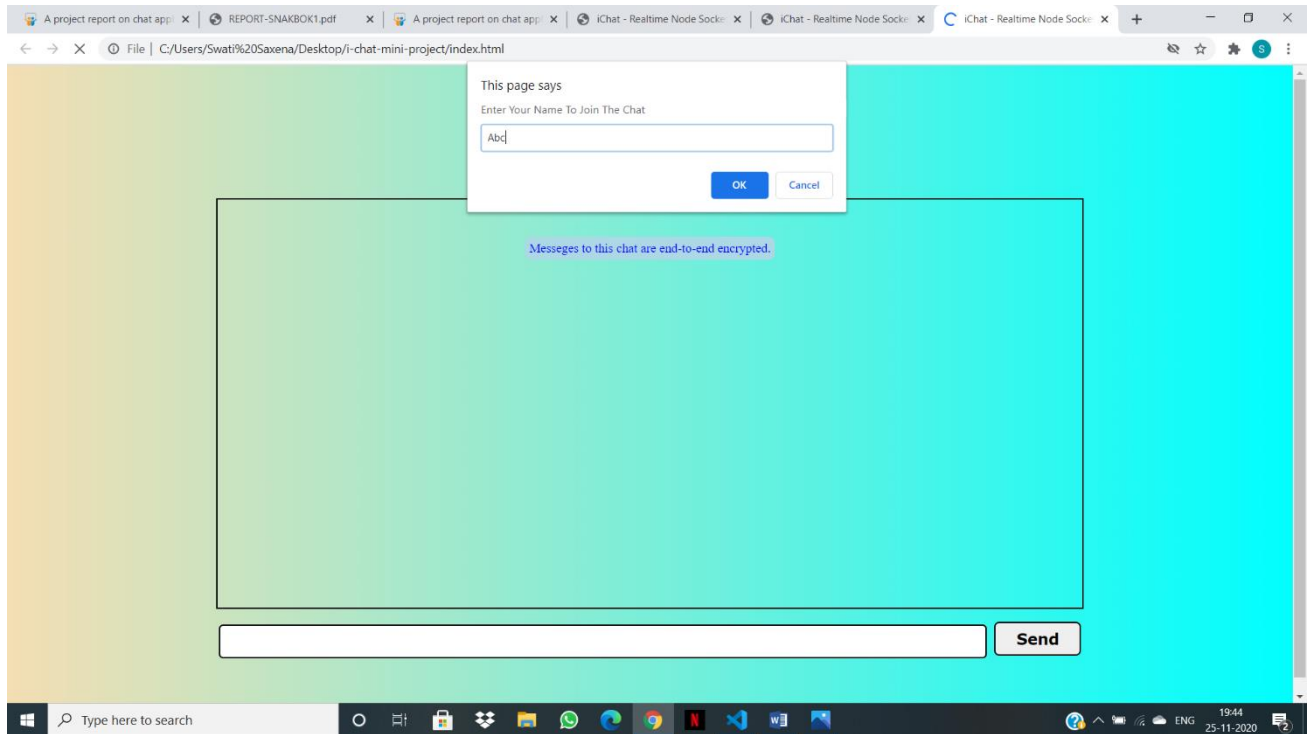 A project report on chat appl
REPORT-SNAKBOK1.pdf
A project report on chat appl
iChat - Realtime Node Socke
iChat - Realtime Node Socke
iChat - Realtime Node Socke
File | C:/Users/Swati%20Saxena/Desktop/i-chat-mini-project/index.html
S
This page says
Enter Your Name To Join The Chat
Abc
OK
Cancel
Messeges to this chat are end-to-end encrypted.
Send
Type here to search
N
W
ENG
19:44
25-11-2020
2